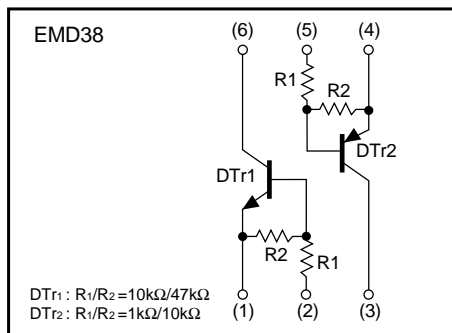 EMD38
(6) (5) (4)
R1
R2
DTr2
DTr1
R2
R1
DTr1 : R1/R2=10kΩ/47kΩ
DTr2 : R1/R2=1kΩ/10kΩ
(1) (2) (3)